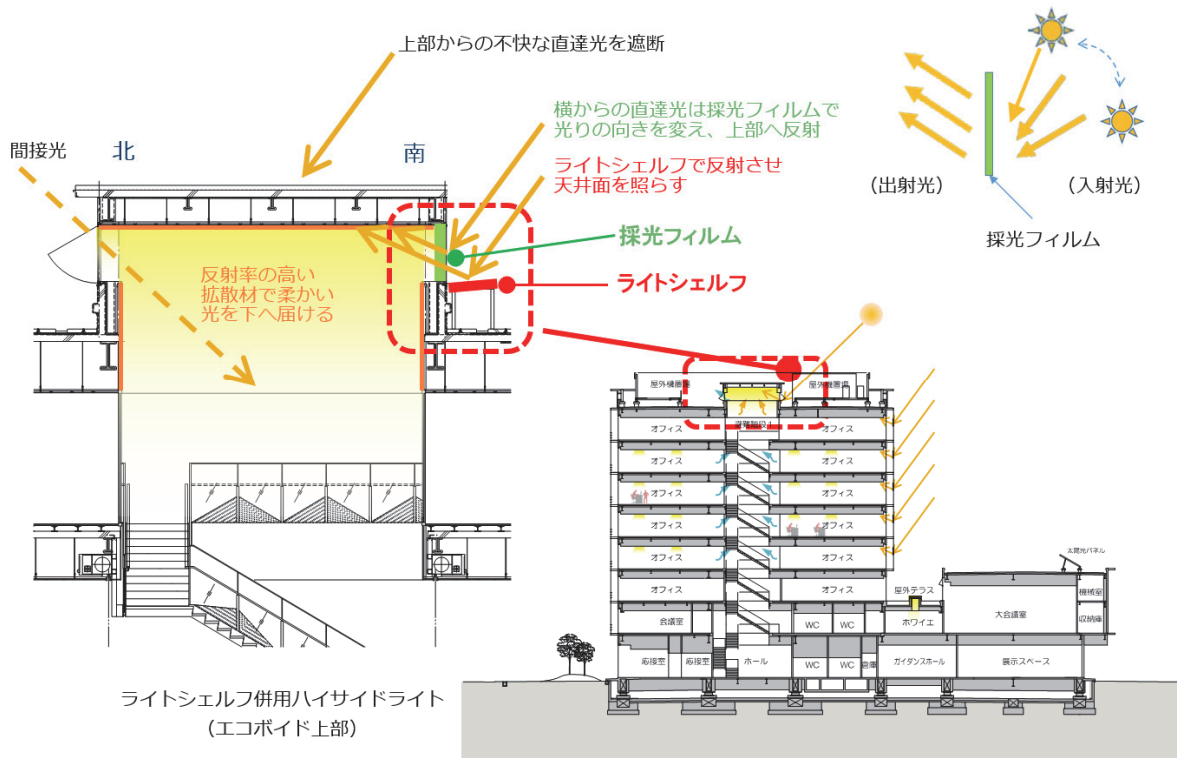 上部からの不快な直達光を遮断
横からの直達光は採光フィルムで
光りの向きを変え、上部へ反射
ライトシェルフで反射させ
天井面を照らす
間接光
北
南
(出射光)
(入射光)
採光フィルム
採光フィルム
ライトシェルフ
反射率の高い
拡散材で柔かい
光を下へ届ける
屋外機置場
屋外機置場
避難階段1
オフィス
オフィス
オフィス
オフィス
オフィス
オフィス
オフィス
オフィス
オフィス
オフィス
オフィス
オフィス
太陽光パネル
屋外テラス
機械室
会議室
WC
WC
ホワイエ
大会議室
収納庫
応接室
応接室
ホール
WC
WC
倉庫
ガイダンスホール
展示スペース
ライトシェルフ併用ハイサイドライト
(エコボイド上部)